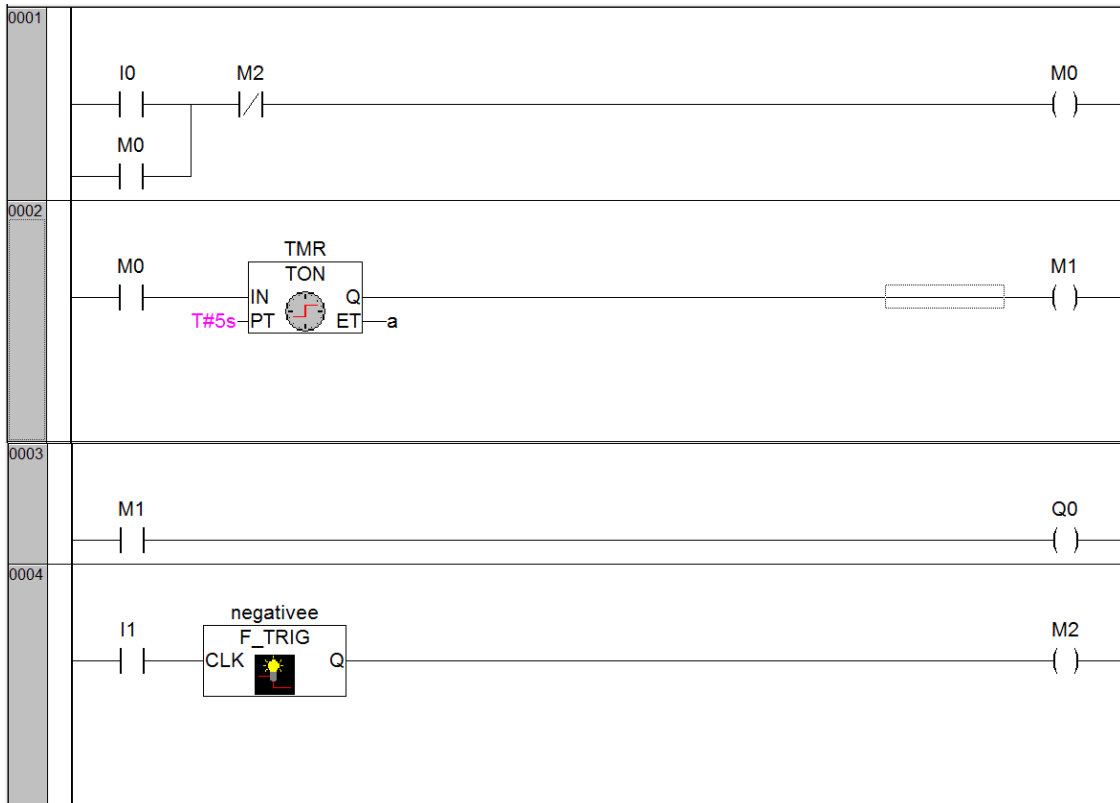 0001
I0 M2 M0
M0
0002
TMR
M0 TON M1
IN Q
T#5s PT ET a
0003
M1 Q0
0004
negativee
I1 F_TRIG M2
CLK Q